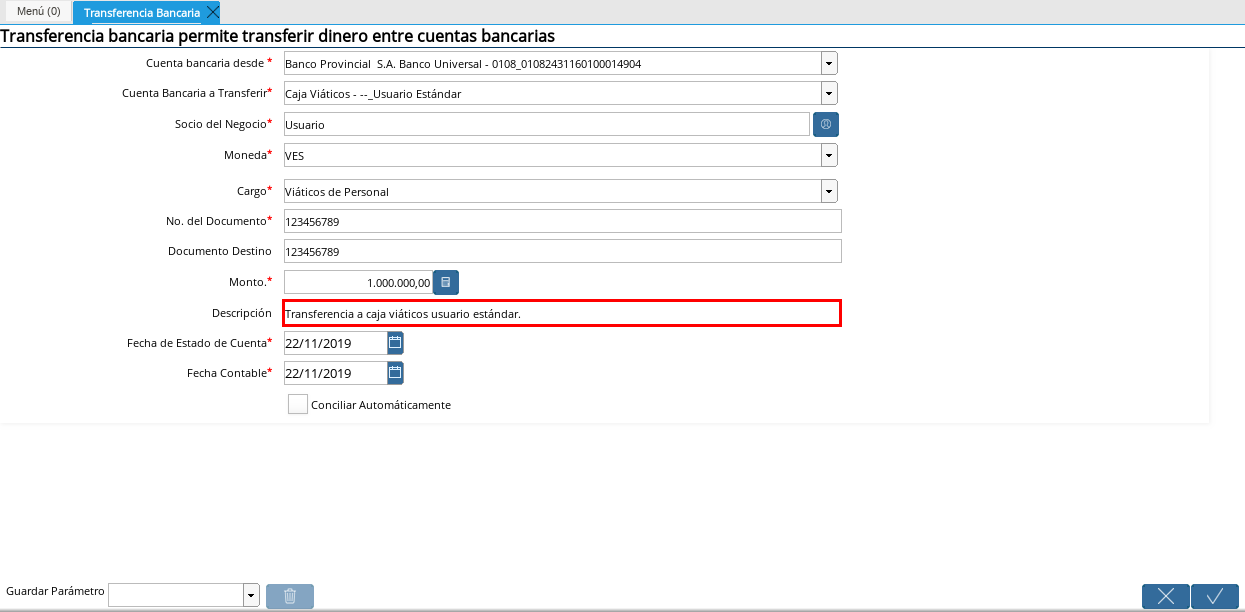 Menú (0) Transferencia Bancaria
Transferencia bancaria permite transferir dinero entre cuentas bancarias
Cuenta bancaria desde * Banco Provincial S.A. Banco Universal - 0108_01082431160100014904
Cuenta Bancaria a Transferir* Caja Viáticos - --_Usuario Estándar
Socio del Negocio* Usuario
Moneda* VES
Cargo* Viáticos de Personal
No. del Documento* 123456789
Documento Destino 123456789
Monto.* 1.000.000,00
Descripción Transferencia a caja viáticos usuario estándar.
Fecha de Estado de Cuenta* 22/11/2019
Fecha Contable* 22/11/2019
Conciliar Automáticamente
Guardar Parámetro